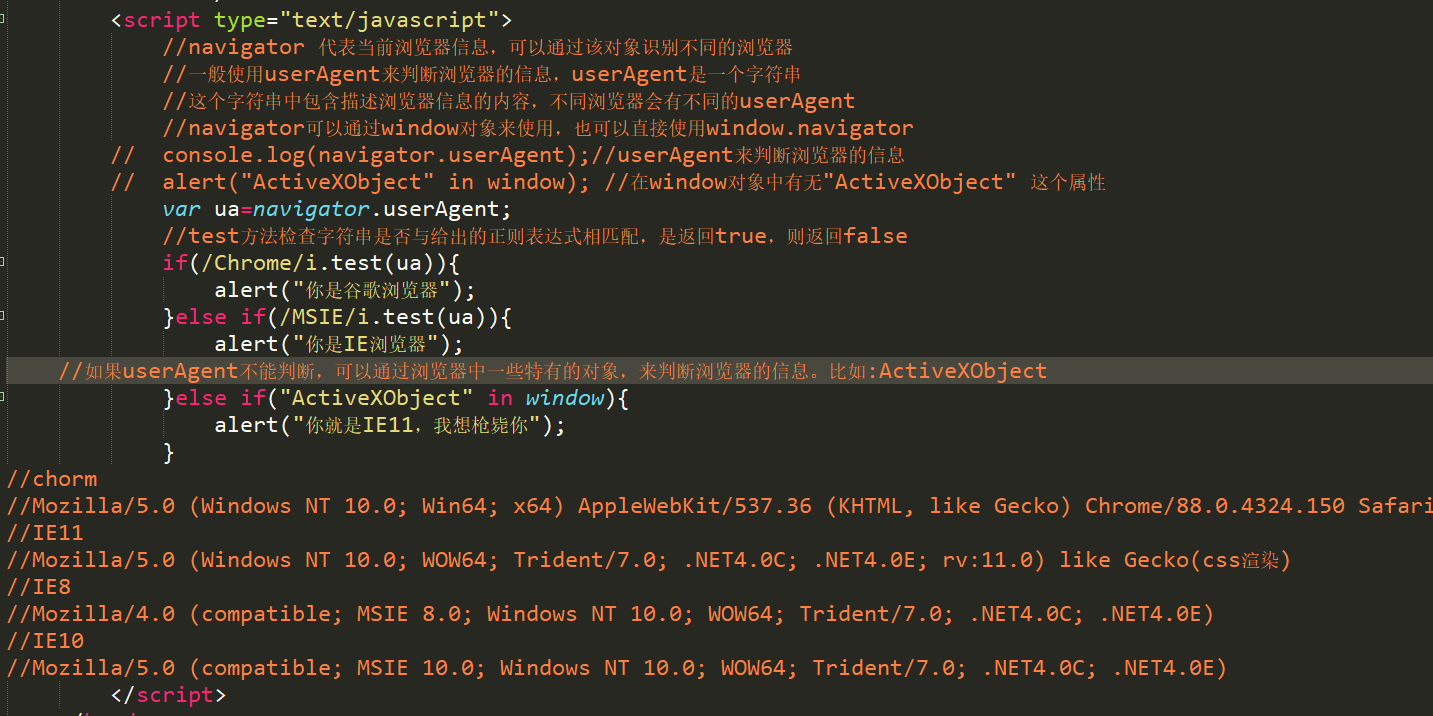 <script type="text/javascript">
//navigator 代表当前浏览器信息，可以通过该对象识别不同的浏览器
//一般使用userAgent来判断浏览器的信息，userAgent是一个字符串
//这个字符串中包含描述浏览器信息的内容，不同浏览器会有不同的userAgent
//navigator可以通过window对象来使用，也可以直接使用window.navigator
// console.log(navigator.userAgent);//userAgent来判断浏览器的信息
// alert("ActiveXObject" in window); //在window对象中有无"ActiveXObject" 这个属性
var ua=navigator.userAgent;
//test方法检查字符串是否与给出的正则表达式相匹配，是返回true，则返回false
if(/Chrome/i.test(ua)){
alert("你是谷歌浏览器");
}else if(/MSIE/i.test(ua)){
alert("你是IE浏览器");
//如果userAgent不能判断，可以通过浏览器中一些特有的对象，来判断浏览器的信息。比如:ActiveXObject
}else if("ActiveXObject" in window){
alert("你就是IE11，我想枪毙你");
}
//chorm
//Mozilla/5.0 (Windows NT 10.0; Win64; x64) AppleWebKit/537.36 (KHTML, like Gecko) Chrome/88.0.4324.150 Safari
//IE11
//Mozilla/5.0 (Windows NT 10.0; WOW64; Trident/7.0; .NET4.0C; .NET4.0E; rv:11.0) like Gecko(css渲染)
//IE8
//Mozilla/4.0 (compatible; MSIE 8.0; Windows NT 10.0; WOW64; Trident/7.0; .NET4.0C; .NET4.0E)
//IE10
//Mozilla/5.0 (compatible; MSIE 10.0; Windows NT 10.0; WOW64; Trident/7.0; .NET4.0C; .NET4.0E)
</script>